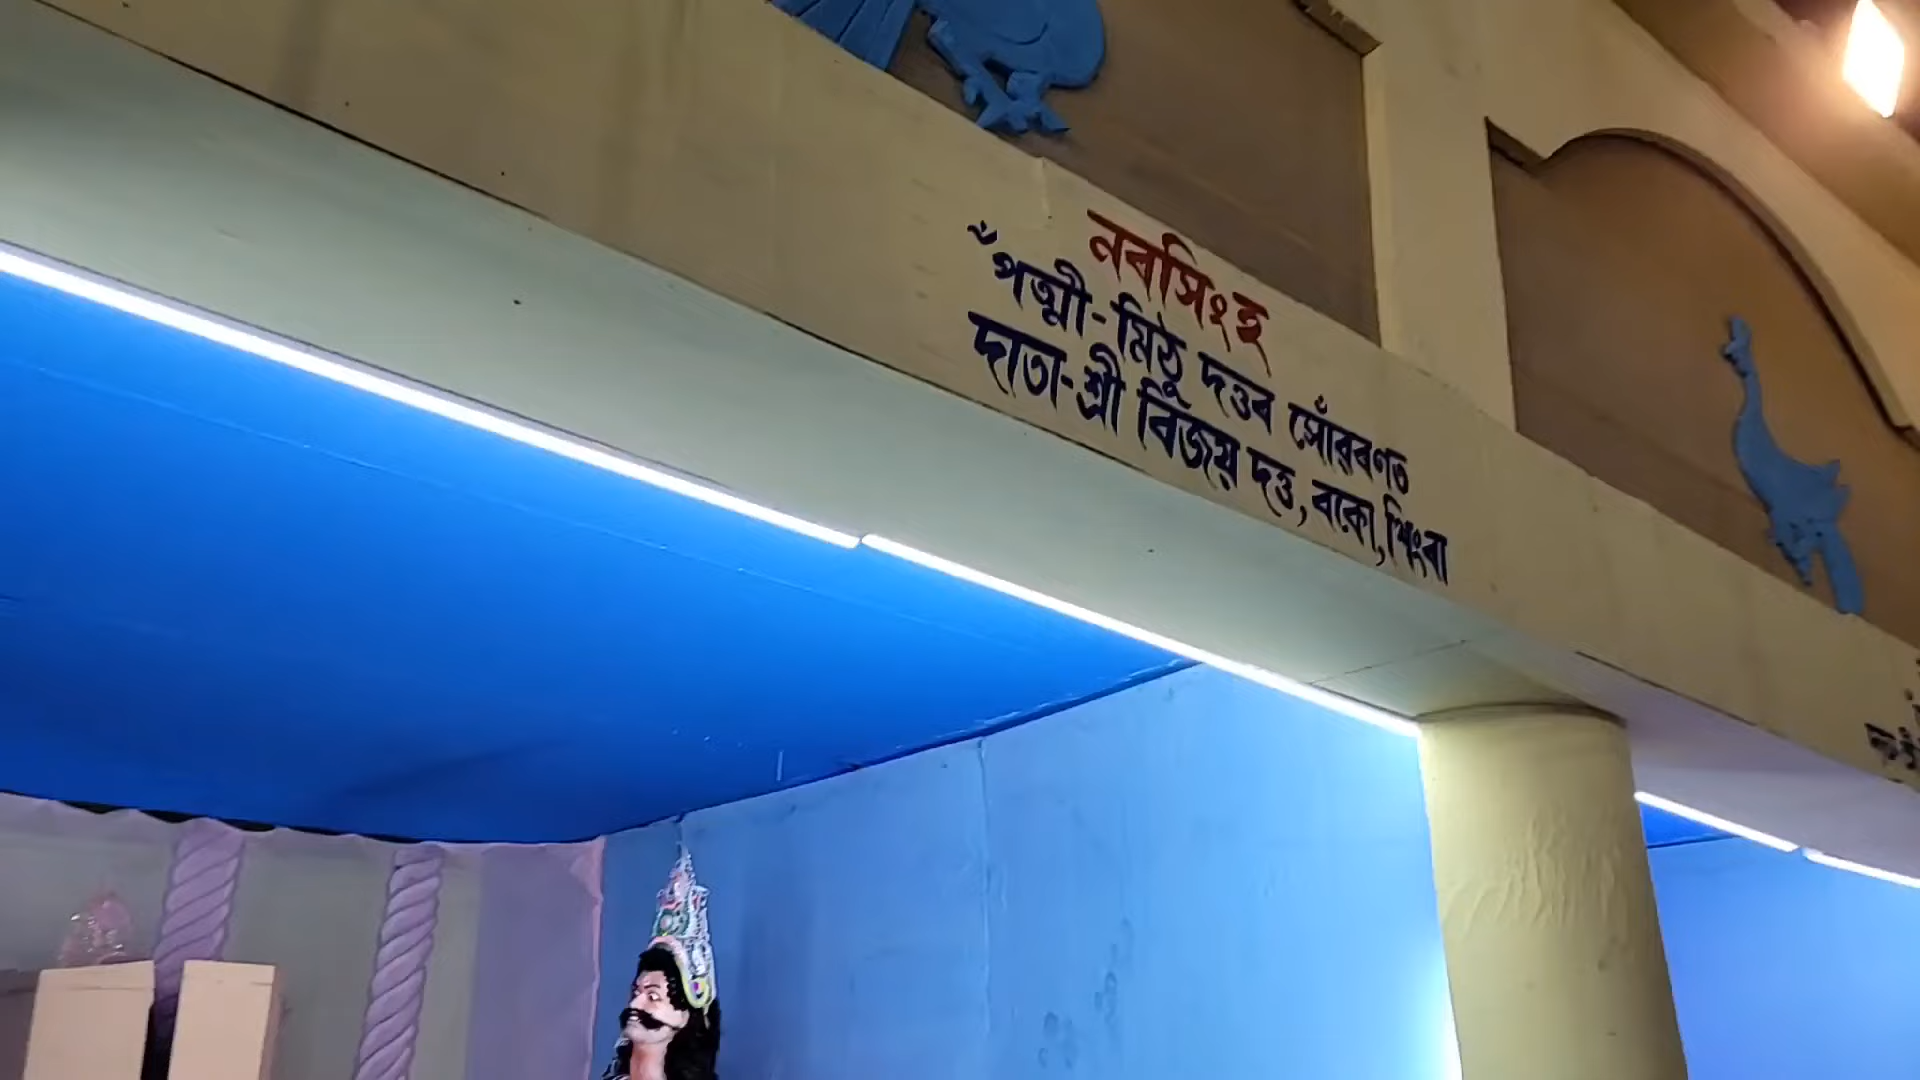 নৰসিংহ
ঁপত্মী-মিঠু দত্তৰ সোঁৱৰণত
দাতা-শ্ৰী বিজয় দত্ত, বকো, শিংৰা